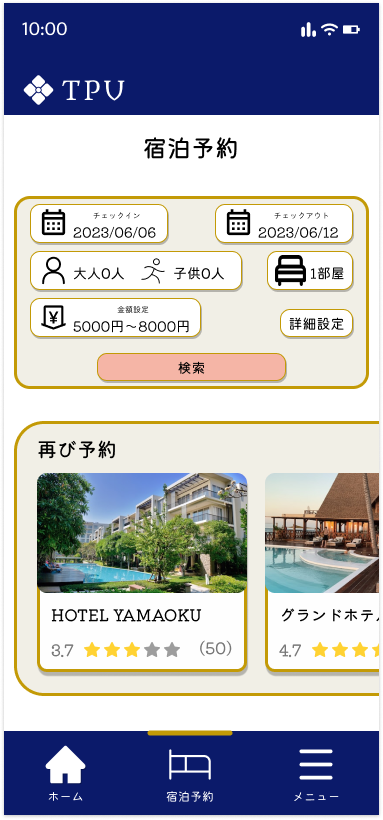 10:00
TPU
宿泊予約
チェックイン チェックアウト
2023/06/06 2023/06/12
大人0人 子供0人 1部屋
金額設定
5000円〜8000円 詳細設定
検索
再び予約
HOTEL YAMAOKU グランドホテ
3.7 (50) 4.7
ホーム 宿泊予約 メニュー